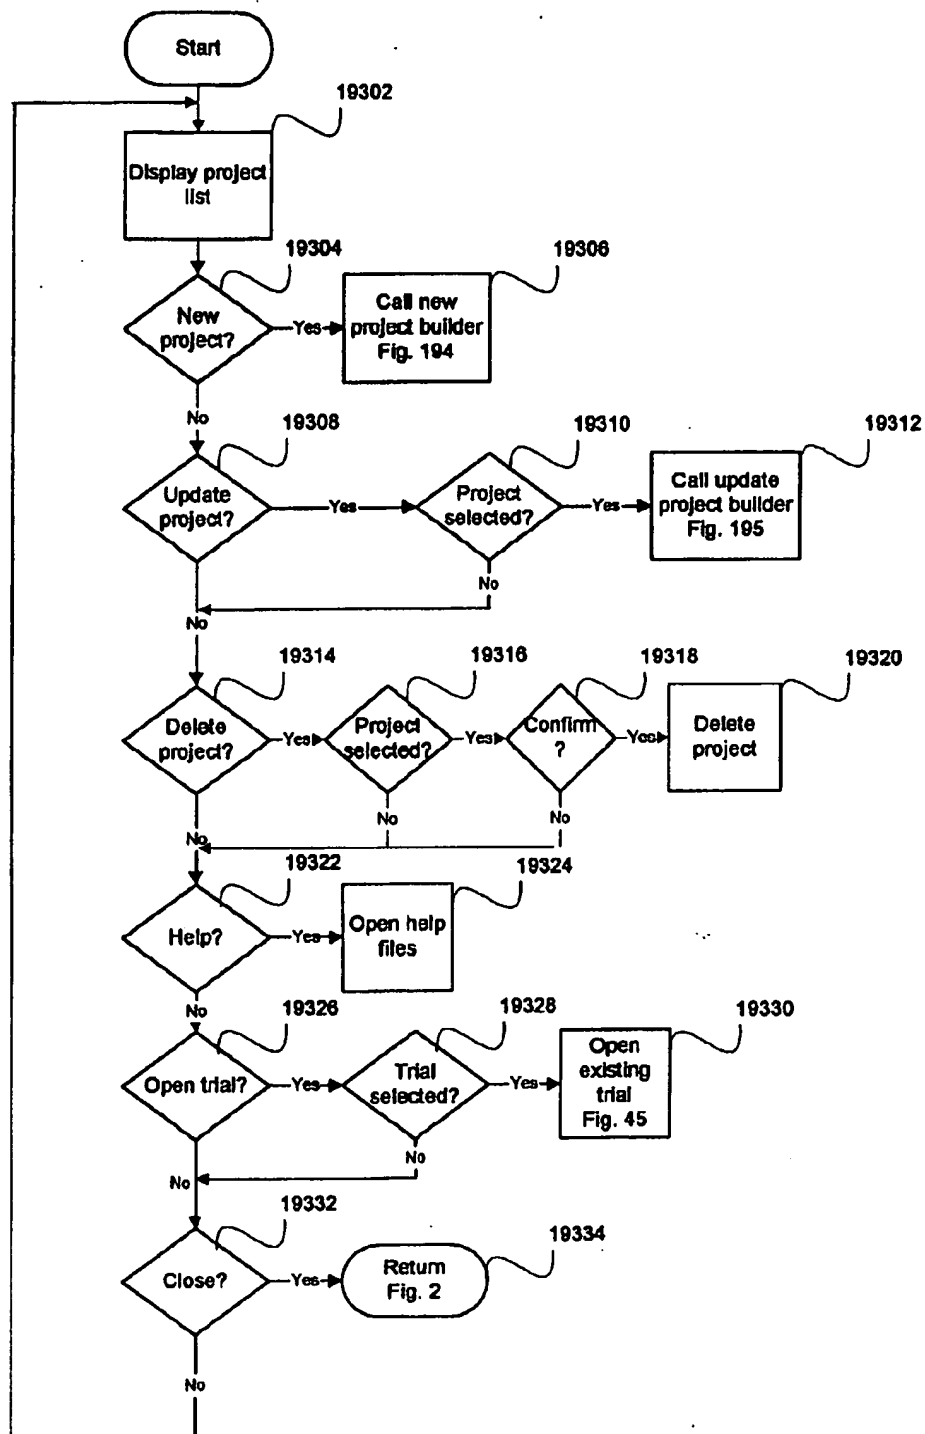 Start
19302
Display project
list
19304
19306
New
project?
Yes
Call new
project builder
Fig. 194
No
19308
19310
19312
Update
project?
Yes
Project
selected?
Yes
Call update
project builder
Fig. 195
No
No
19314
19316
19318
19320
Delete
project?
Yes
Project
selected?
Yes
Confirm
?
Yes
Delete
project
No
No
No
19322
19324
Help?
Yes
Open help
files
No
19326
19328
19330
Open trial?
Yes
Trial
selected?
Yes
Open
existing
trial
Fig. 45
No
No
19332
19334
Close?
Yes
Return
Fig. 2
No